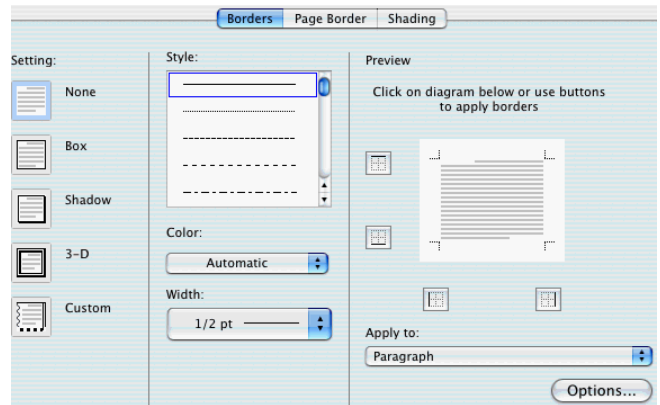 Borders Page Border Shading
Setting:
None
Box
Shadow
3-D
Custom
Style:
Color:
Automatic
Width:
1/2 pt
Preview
Click on diagram below or use buttons
to apply borders
Apply to:
Paragraph
Options...